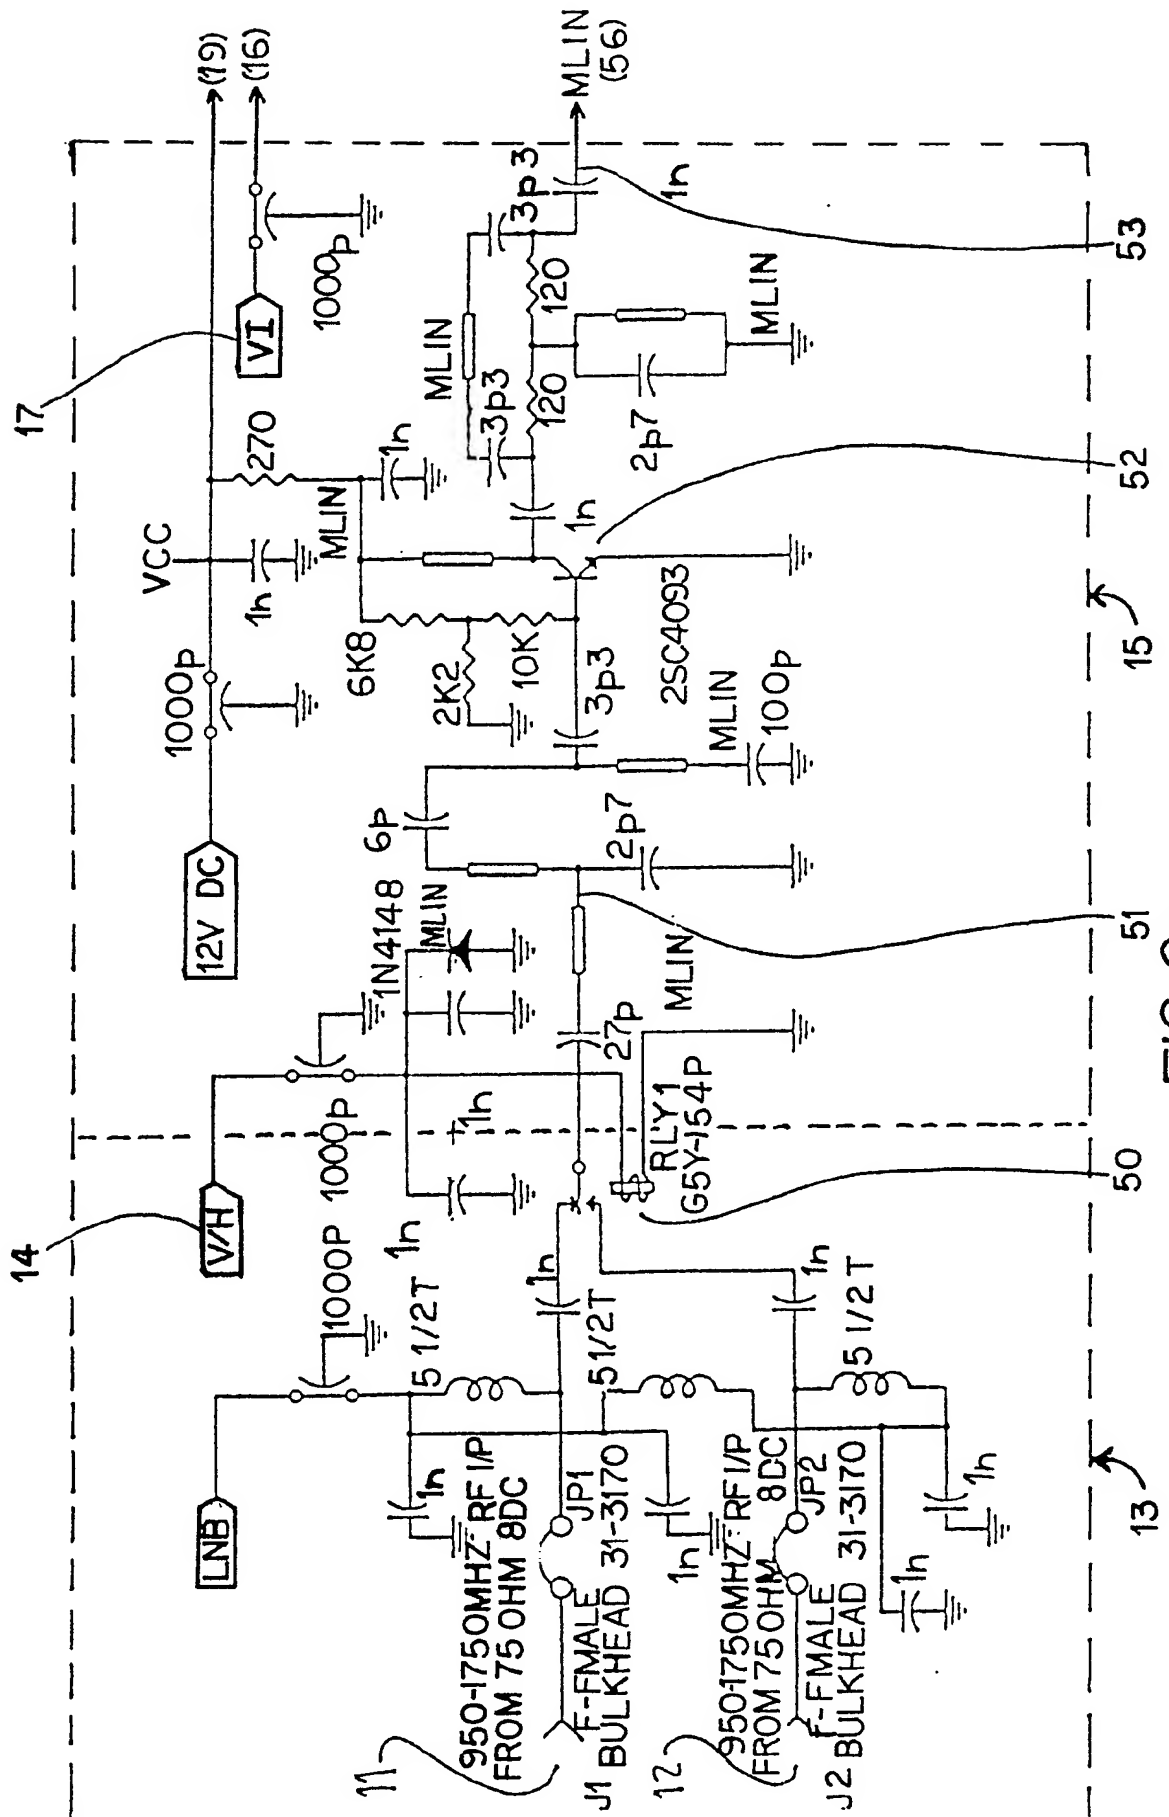 17
14
(19)
(16)
VI
1000p
VCC
270
1n
1n
MLIN
1000p
12V DC
V/H
1000p
LNB
1000P
MLIN
3p3
3p3
MLIN
(56)
1n
120
120
2p7
MLIN
1n
6K8
2K2
10K
3p3
2SC4093
MLIN
100p
6p
2p7
1N4148
MLIN
MLIN
27p
1n
1n
RLY1
G5Y-154P
1n
1n
5 1/2T
5 1/2T
5 1/2T
1n
1n
1n
1n
950-1750MHZ RF I/P
FROM 75 OHM 8DC
JP1
F-FMALE
BULKHEAD 31-3170
J1
11
950-1750MHZ RF I/P
FROM 75 OHM 8DC
JP2
F-FMALE
BULKHEAD 31-3170
J2
12
53
52
51
50
15
13